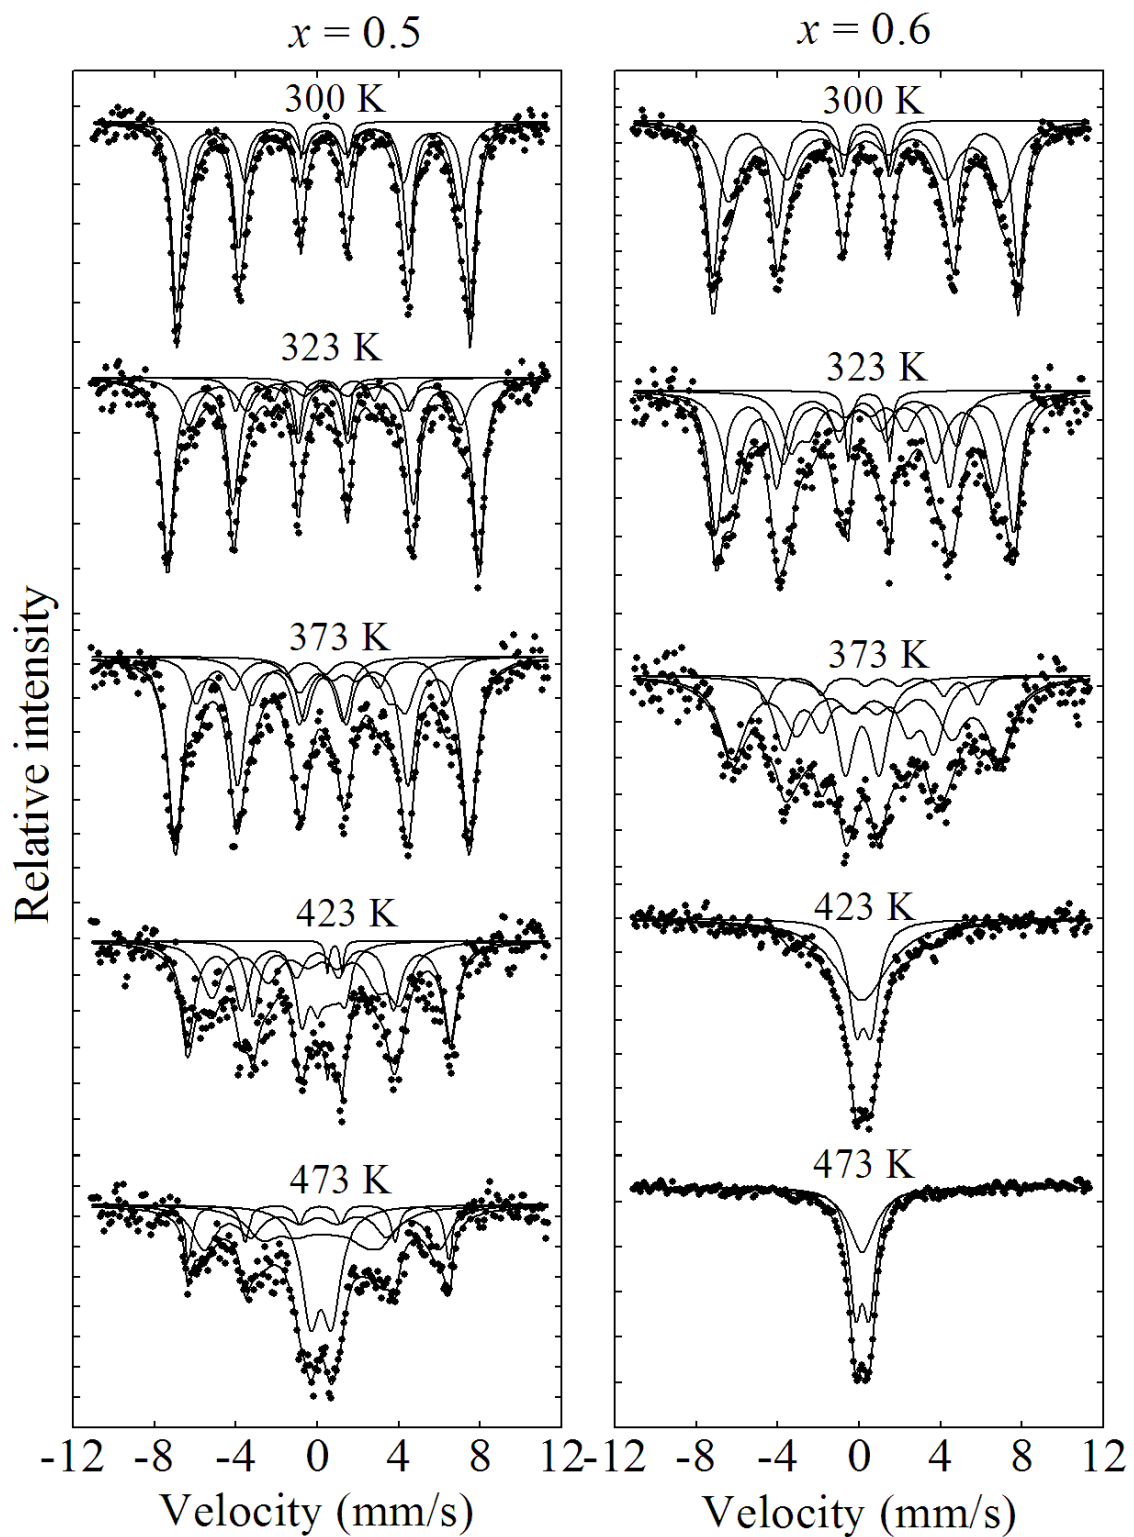 x = 0.5
x = 0.6
300 K
323 K
373 K
423 K
473 K
300 K
323 K
373 K
423 K
473 K
Relative intensity
-12 -8 -4 0 4 8 12
-12 -8 -4 0 4 8 12
Velocity (mm/s)
Velocity (mm/s)